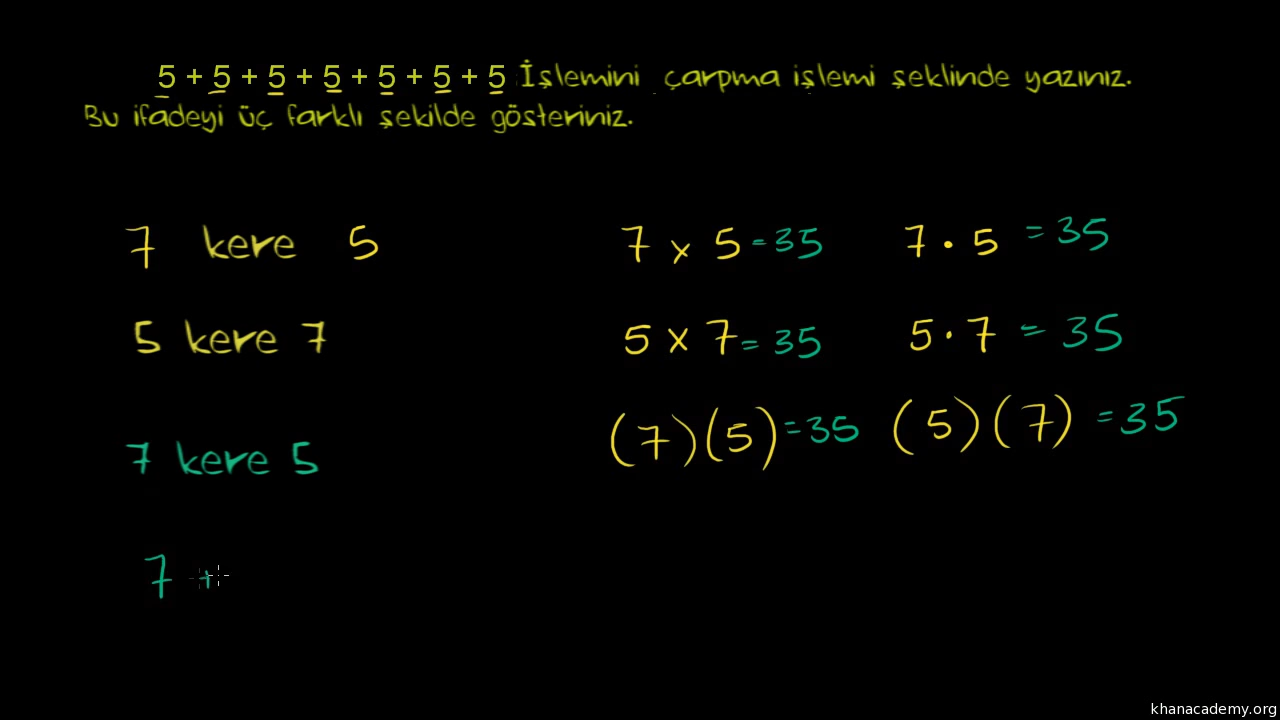 5 + 5 + 5 + 5 + 5 + 5 + 5 İşlemini çarpma işlemi şeklinde yazınız.
Bu ifadeyi üç farklı şekilde gösteriniz.
7 kere 5
7 x 5 = 35
7 · 5 = 35
5 kere 7
5 x 7 = 35
5 · 7 = 35
(7)(5) = 35
(5)(7) = 35
7 kere 5
7 +
khanacademy.org